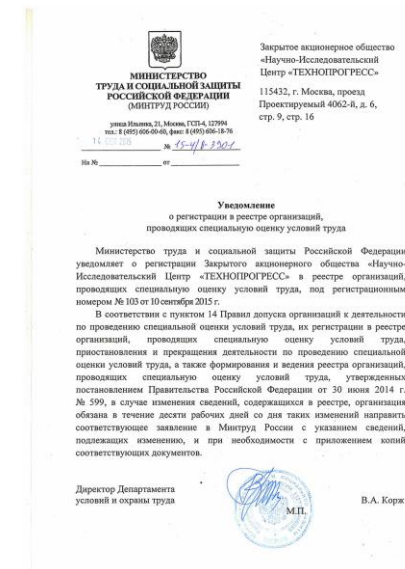 МИНИСТЕРСТВО
ТРУДА И СОЦИАЛЬНОЙ ЗАЩИТЫ
РОССИЙСКОЙ ФЕДЕРАЦИИ
(МИНТРУД РОССИИ)
улица Ильинка, 21, Москва, ГСП-4, 127994
тел.: 8 (495) 606-00-60, факс: 8 (495) 606-18-76
№ 15-4/В-3901
На № от
Закрытое акционерное общество
«Научно-Исследовательский
Центр «ТЕХНОПРОГРЕСС»
115432, г. Москва, проезд
Проектируемый 4062-й, д. 6,
стр. 9, стр. 16
Уведомление
о регистрации в реестре организаций,
проводящих специальную оценку условий труда
Министерство труда и социальной защиты Российской Федерации
уведомляет о регистрации Закрытого акционерного общества «Научно-
Исследовательский Центр «ТЕХНОПРОГРЕСС» в реестре организаций,
проводящих специальную оценку условий труда, под регистрационным
номером № 103 от 10 сентября 2015 г.
В соответствии с пунктом 14 Правил допуска организаций к деятельности
по проведению специальной оценки условий труда, их регистрации в реестре
организаций, проводящих специальную оценку условий труда,
приостановления и прекращения деятельности по проведению специальной
оценки условий труда, а также формирования и ведения реестра организаций,
проводящих специальную оценку условий труда, утвержденных
постановлением Правительства Российской Федерации от 30 июня 2014 г.
№ 599, в случае изменения сведений, содержащихся в реестре, организация
обязана в течение десяти рабочих дней со дня таких изменений направить
соответствующее заявление в Минтруд России с указанием сведений,
подлежащих изменению, и при необходимости с приложением копий
соответствующих документов.
Директор Департамента
условий и охраны труда
М.П.
В.А. Корж